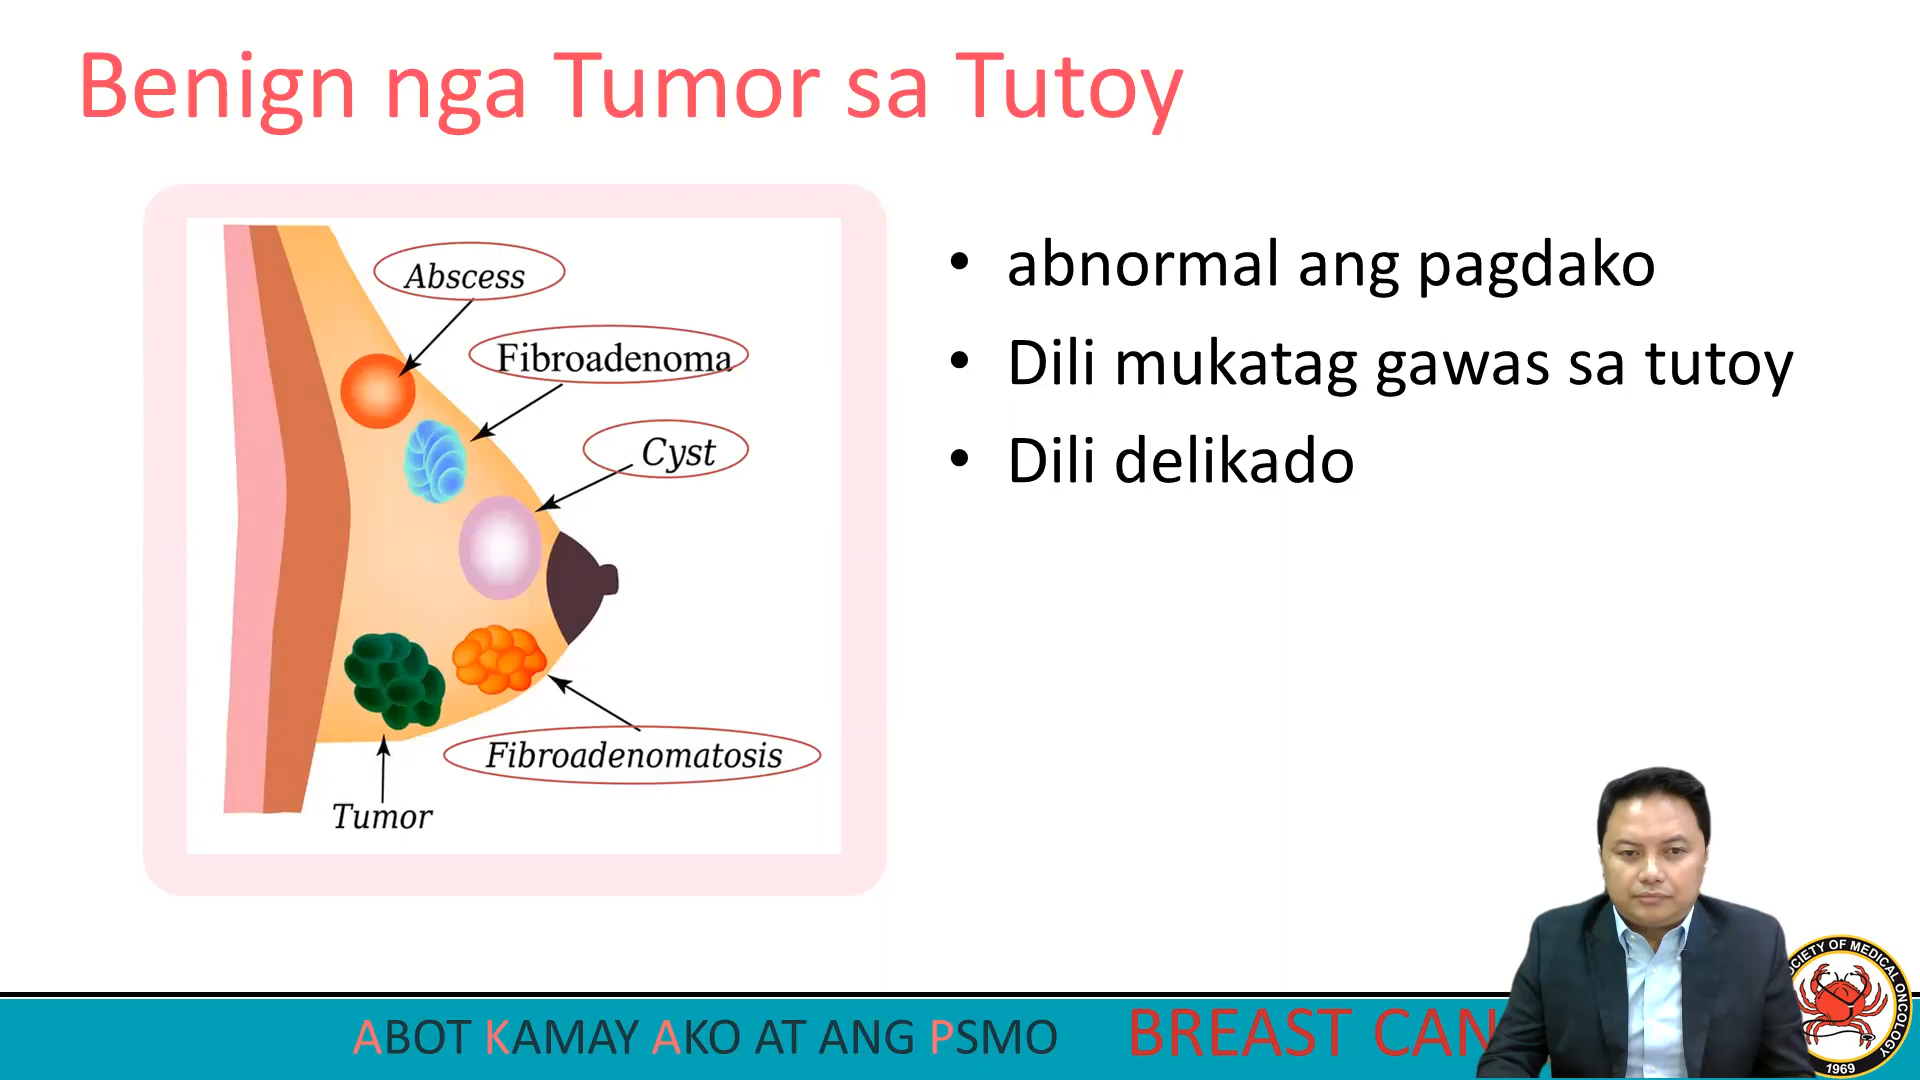 Benign nga Tumor sa Tutoy
Abscess
Fibroadenoma
Cyst
Fibroadenomatosis
Tumor
• abnormal ang pagdako
• Dili mukatag gawas sa tutoy
• Dili delikado
ABOT KAMAY AKO AT ANG PSMO
BREAST CAN
SOCIETY OF MEDICAL ONCOLOGY
1969